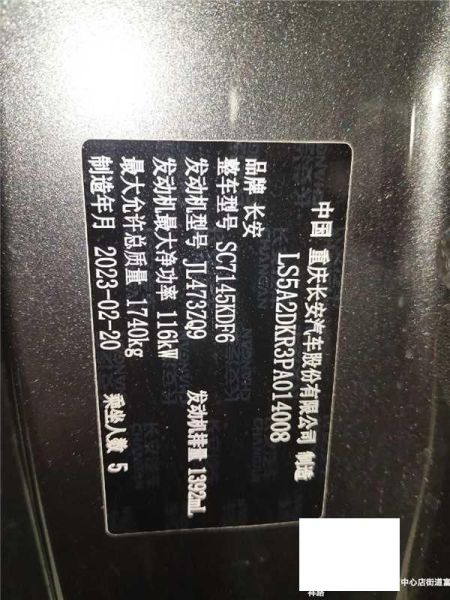 中国 重庆长安汽车股份有限公司 制造
LS5A2DKR3PA014008
品牌 长安
整车型号 SC7145KDF6
发动机型号 JL473ZQ9 发动机排量 1392mL
发动机最大净功率 116kW
最大允许总质量 1740kg
制造年月 2023-02-20 乘坐人数 5
中心店街道富
祥路